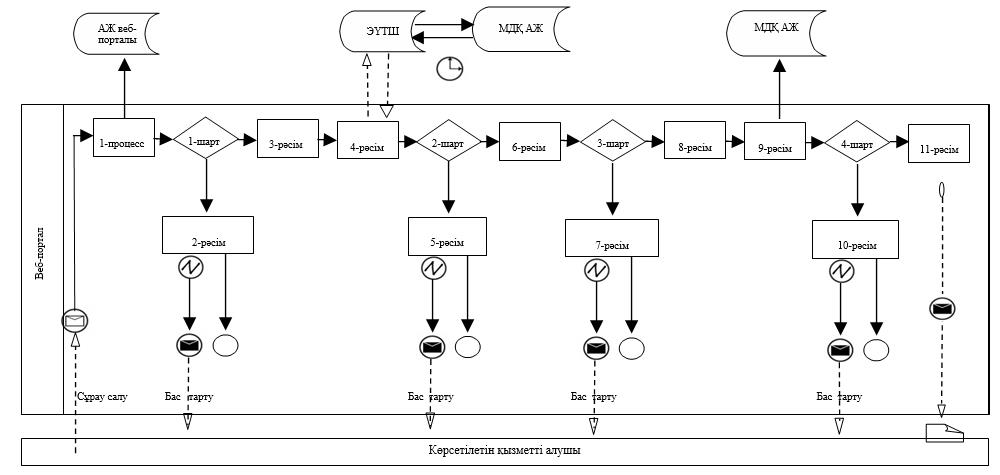 АЖ веб-
порталы
ЭҮТШ
МДҚ АЖ
МДҚ АЖ
Веб-портал
1-процесс
1-шарт
3-рәсім
4-рәсім
2-шарт
6-рәсім
3-шарт
8-рәсім
9-рәсім
4-шарт
11-рәсім
2-рәсім
5-рәсім
7-рәсім
10-рәсім
Сұрау салу
Бас тарту
Бас тарту
Бас тарту
Бас тарту
Көрсетілетін қызметті алушы